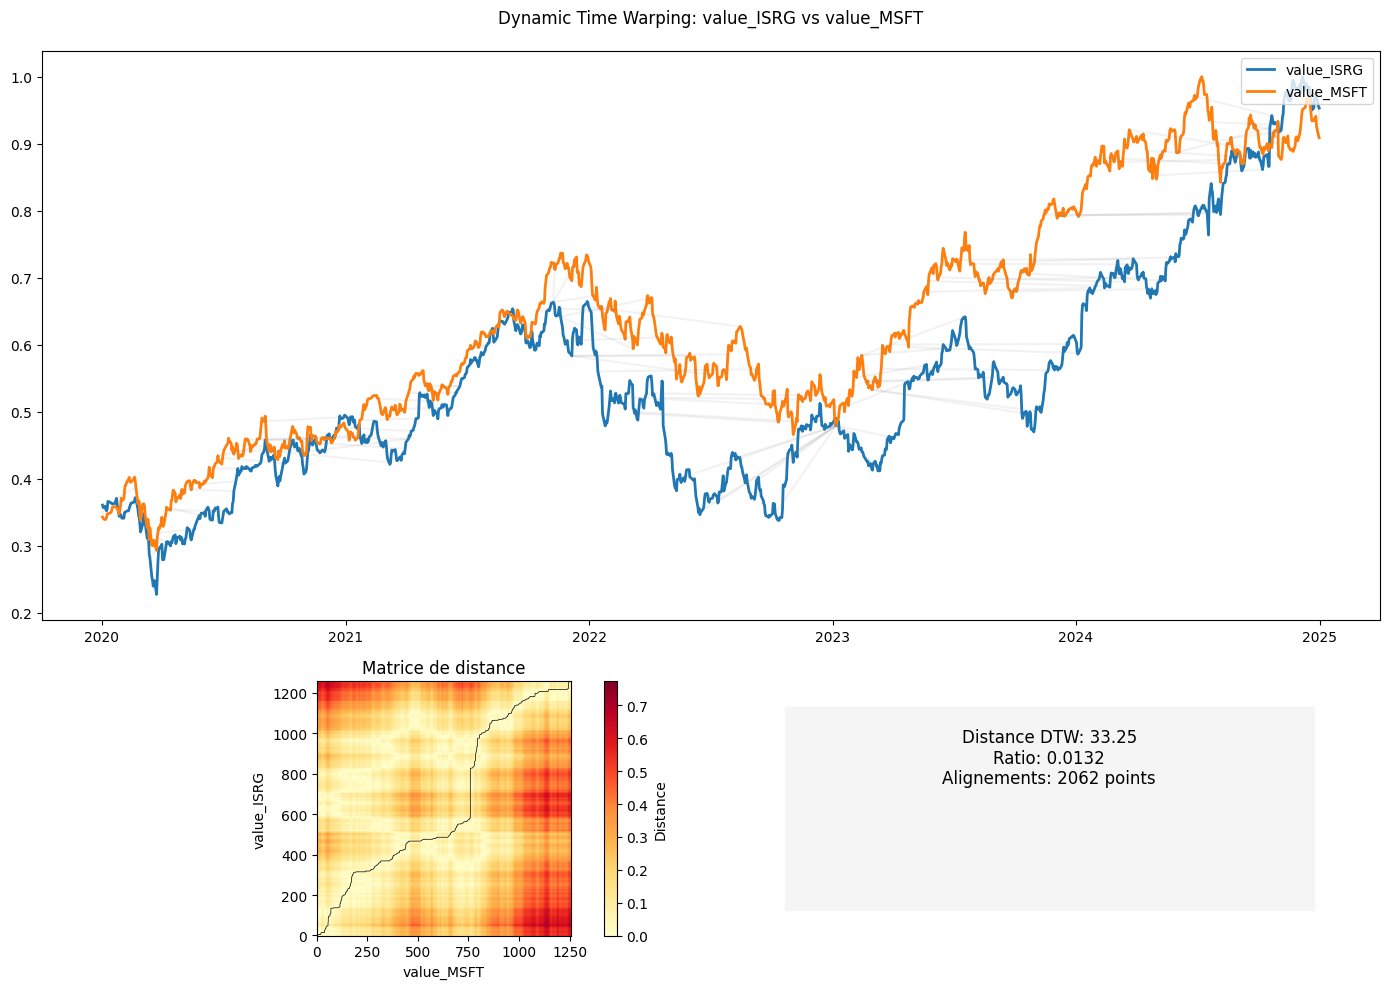 Dynamic Time Warping: value_ISRG vs value_MSFT
1.0
0.9
0.8
0.7
0.6
0.5
0.4
0.3
0.2
value_ISRG
value_MSFT
2020 2021 2022 2023 2024 2025
Matrice de distance
value_ISRG
1200
1000
800
600
400
200
0
0 250 500 750 1000 1250
value_MSFT
0.7
0.6
0.5
0.4
0.3
0.2
0.1
0.0
Distance
Distance DTW: 33.25
Ratio: 0.0132
Alignements: 2062 points